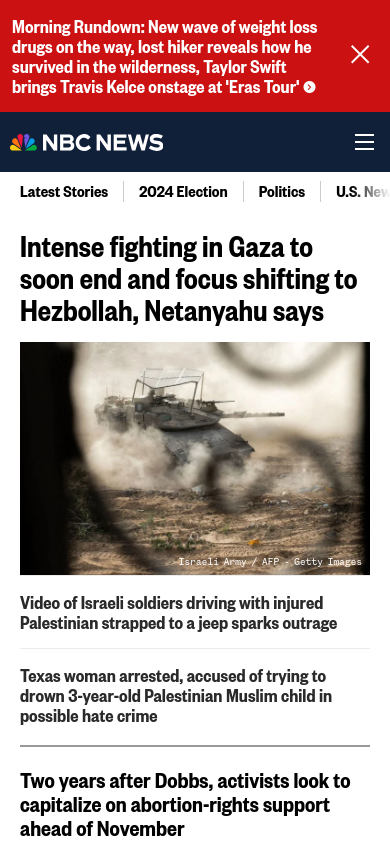 Morning Rundown: New wave of weight loss
drugs on the way, lost hiker reveals how he
survived in the wilderness, Taylor Swift
brings Travis Kelce onstage at 'Eras Tour'
NBC NEWS
Latest Stories
2024 Election
Politics
U.S. New
Intense fighting in Gaza to
soon end and focus shifting to
Hezbollah, Netanyahu says
Israeli Army / AFP - Getty Images
Video of Israeli soldiers driving with injured
Palestinian strapped to a jeep sparks outrage
Texas woman arrested, accused of trying to
drown 3-year-old Palestinian Muslim child in
possible hate crime
Two years after Dobbs, activists look to
capitalize on abortion-rights support
ahead of November